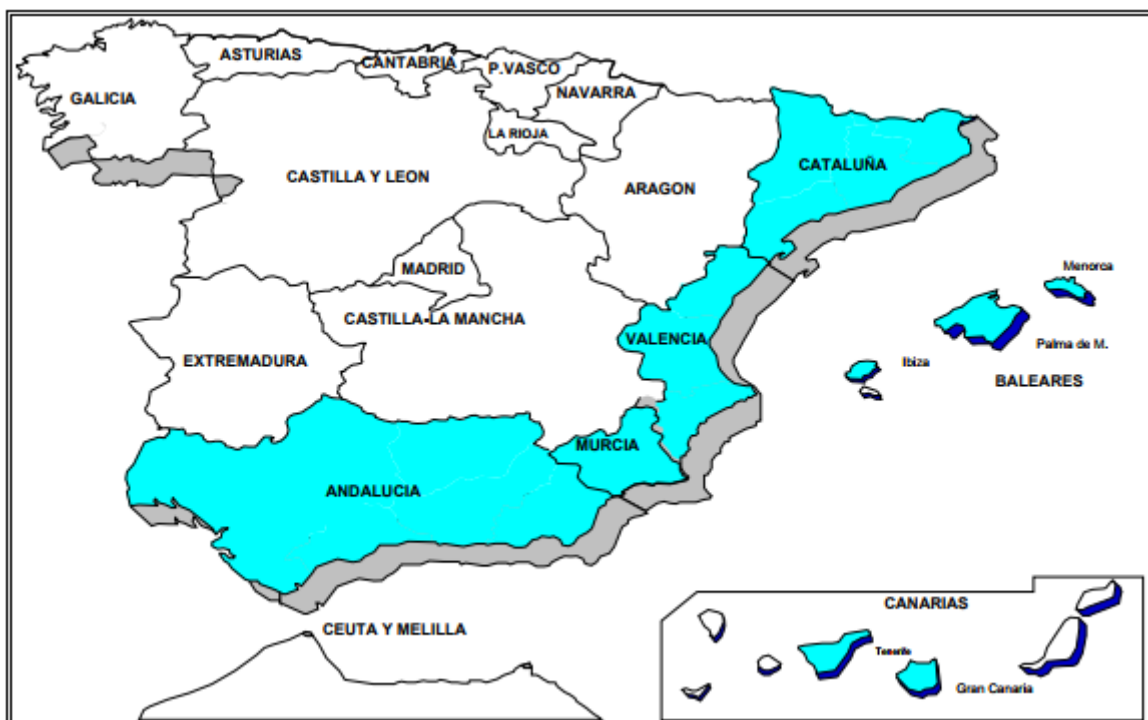 ASTURIAS
CANTABRIA
P.VASCO
NAVARRA
GALICIA
LA RIOJA
CATALUÑA
CASTILLA Y LEON
ARAGON
MADRID
Menorca
CASTILLA-LA MANCHA
VALENCIA
Palma de M.
EXTREMADURA
Ibiza
BALEARES
MURCIA
ANDALUCIA
CANARIAS
CEUTA Y MELILLA
Tenerife
Gran Canaria